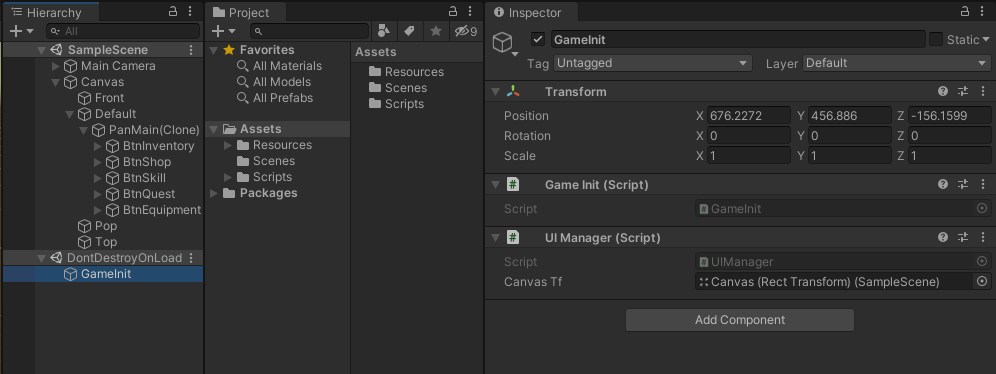 Hierarchy
All
SampleScene
Main Camera
Canvas
Front
Default
PanMain(Clone)
BtnInventory
BtnShop
BtnSkill
BtnQuest
BtnEquipment
Pop
Top
DontDestroyOnLoad
GameInit
Project
9
Favorites
All Materials
All Models
All Prefabs
Assets
Resources
Scenes
Scripts
Packages
Assets
Resources
Scenes
Scripts
Inspector
GameInit Static
Tag Untagged Layer Default
Transform
Position X 676.2272 Y 456.886 Z -156.1599
Rotation X 0 Y 0 Z 0
Scale X 1 Y 1 Z 1
# Game Init (Script)
Script GameInit
# UI Manager (Script)
Script UIManager
Canvas Tf Canvas (Rect Transform) (SampleScene)
Add Component